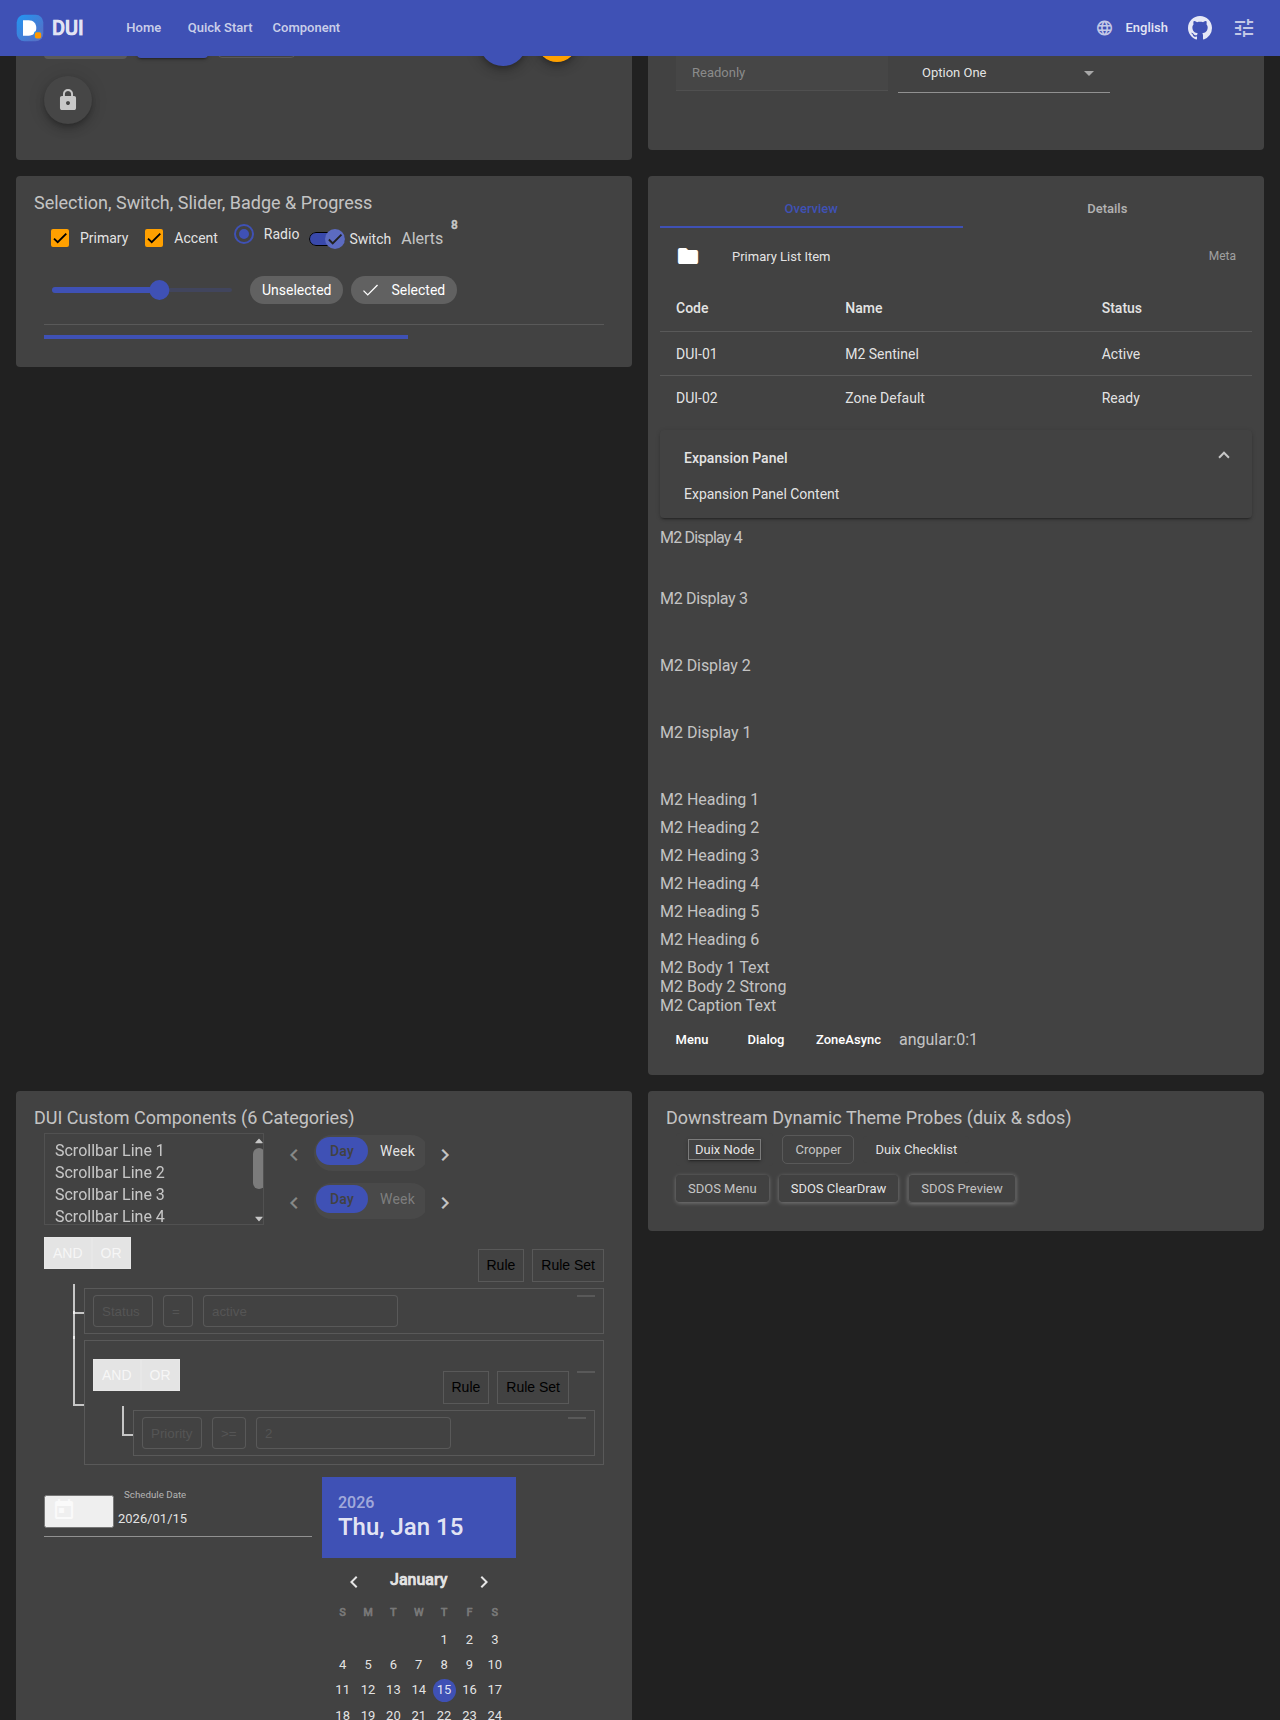 DUI Home Quick Start Component English
Readonly Option One
Selection, Switch, Slider, Badge & Progress
Primary Accent Radio Switch Alerts 8
Unselected Selected
Overview Details
Primary List Item Meta
Code Name Status
DUI-01 M2 Sentinel Active
DUI-02 Zone Default Ready
Expansion Panel
Expansion Panel Content
M2 Display 4
M2 Display 3
M2 Display 2
M2 Display 1
M2 Heading 1
M2 Heading 2
M2 Heading 3
M2 Heading 4
M2 Heading 5
M2 Heading 6
M2 Body 1 Text
M2 Body 2 Strong
M2 Caption Text
Menu Dialog ZoneAsync angular:0:1
DUI Custom Components (6 Categories)
Scrollbar Line 1
Scrollbar Line 2
Scrollbar Line 3
Scrollbar Line 4
Day Week
Day Week
AND OR
Rule Rule Set
Status = active
AND OR
Rule Rule Set
Priority >= 2
Schedule Date
2026/01/15
2026
Thu, Jan 15
January
S M T W T F S
1 2 3
4 5 6 7 8 9 10
11 12 13 14 15 16 17
18 19 20 21 22 23 24
Downstream Dynamic Theme Probes (duix & sdos)
Duix Node Cropper Duix Checklist
SDOS Menu SDOS ClearDraw SDOS Preview